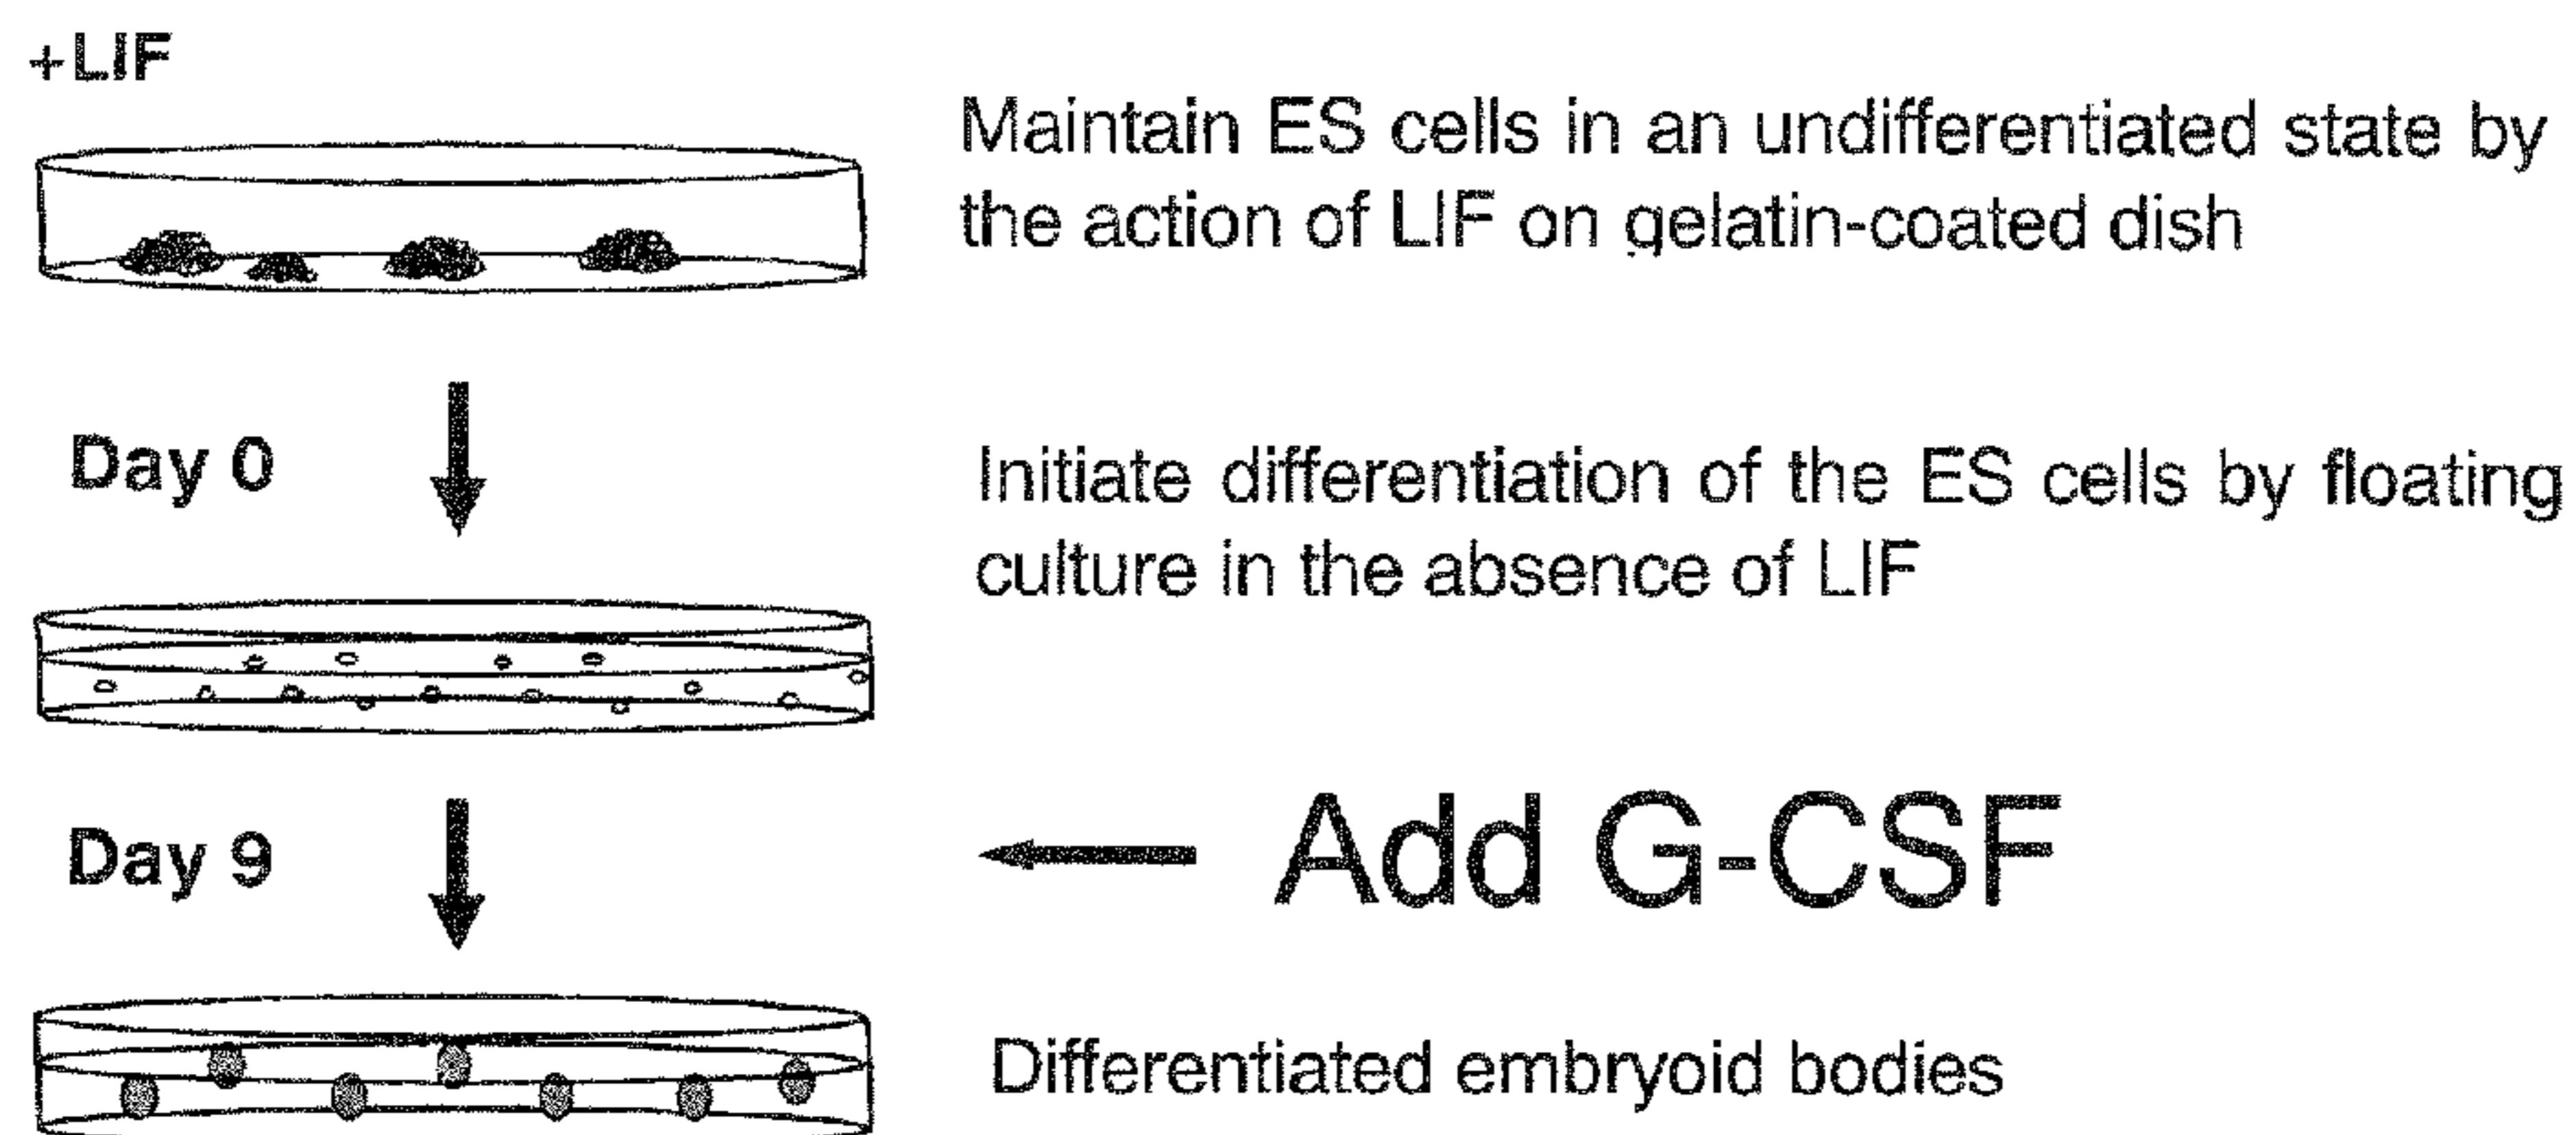 +LIF
Maintain ES cells in an undifferentiated state by
the action of LIF on gelatin-coated dish
Day 0
Initiate differentiation of the ES cells by floating
culture in the absence of LIF
Day 9
Add G-CSF
Differentiated embryoid bodies